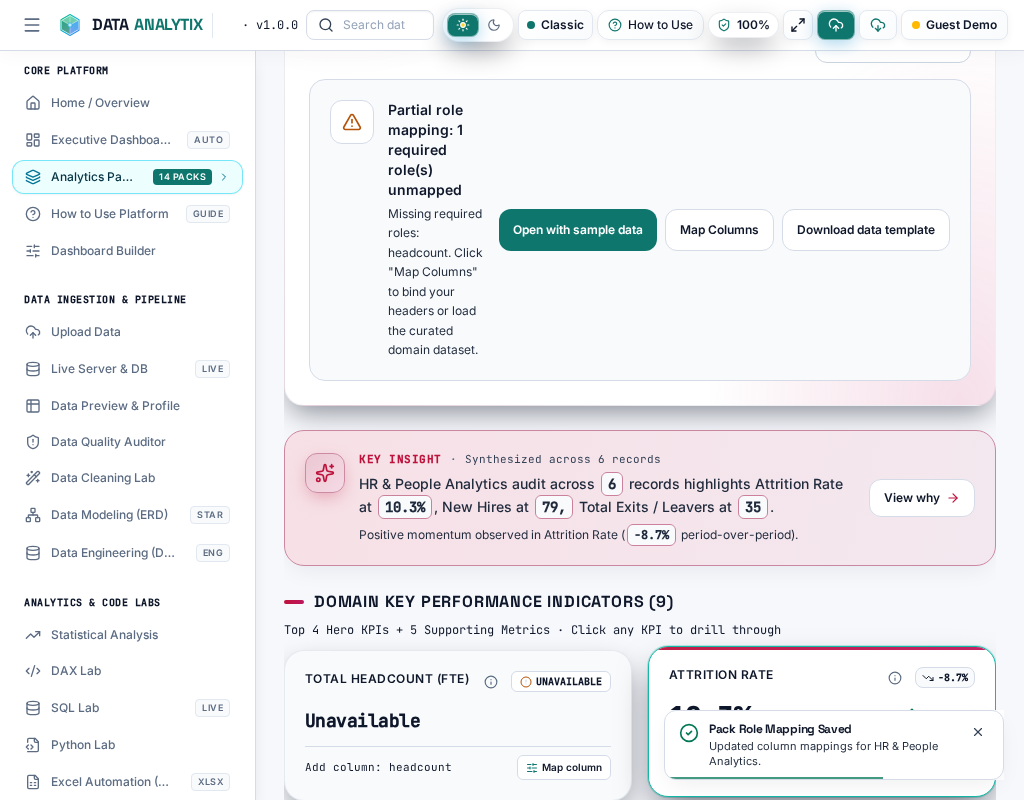 DATA ANALYTIX
· v1.0.0
Search dat
Classic
How to Use
100%
Guest Demo
CORE PLATFORM
Home / Overview
Executive Dashboa... AUTO
Analytics Pa... 14 PACKS
How to Use Platform GUIDE
Dashboard Builder
DATA INGESTION & PIPELINE
Upload Data
Live Server & DB LIVE
Data Preview & Profile
Data Quality Auditor
Data Cleaning Lab
Data Modeling (ERD) STAR
Data Engineering (D... ENG
ANALYTICS & CODE LABS
Statistical Analysis
DAX Lab
SQL Lab LIVE
Python Lab
Excel Automation (... XLSX
Partial role
mapping: 1
required
role(s)
unmapped
Missing required
roles:
headcount. Click
"Map Columns"
to bind your
headers or load
the curated
domain dataset.
Open with sample data
Map Columns
Download data template
KEY INSIGHT · Synthesized across 6 records
HR & People Analytics audit across 6 records highlights Attrition Rate
at 10.3% , New Hires at 79, Total Exits / Leavers at 35 .
Positive momentum observed in Attrition Rate ( -8.7% period-over-period).
View why
DOMAIN KEY PERFORMANCE INDICATORS (9)
Top 4 Hero KPIs + 5 Supporting Metrics · Click any KPI to drill through
TOTAL HEADCOUNT (FTE) UNAVAILABLE
Unavailable
Add column: headcount
Map column
ATTRITION RATE -8.7%
Pack Role Mapping Saved
Updated column mappings for HR & People
Analytics.